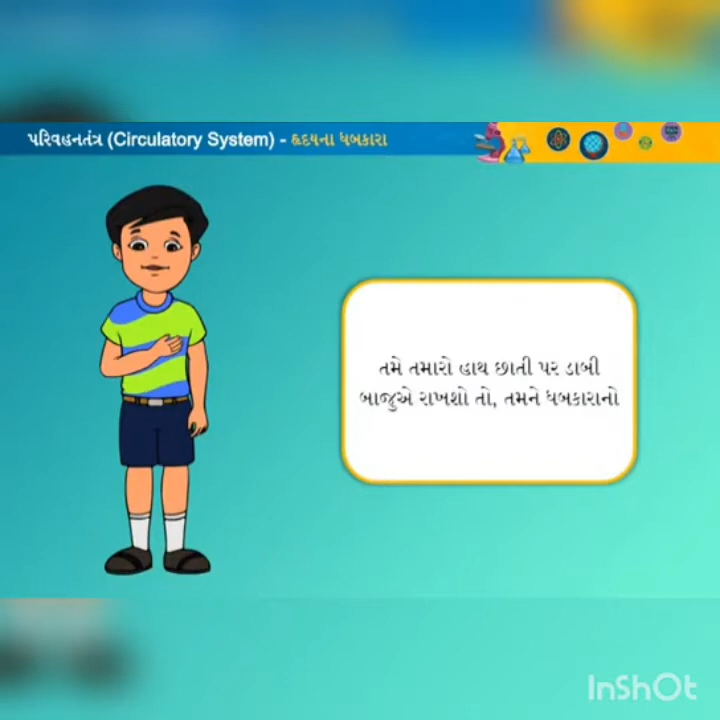 પરિવહનતંત્ર (Circulatory System) - હૃદયના ધબકારા
તમે તમારો હાથ છાતી પર ડાબી
બાજુએ રાખશો તો, તમને ધબકારાનો
InShOt